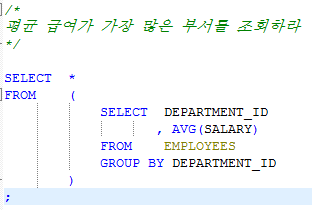 /*
평균 급여가 가장 많은 부서를 조회하라
*/
SELECT *
FROM (
SELECT DEPARTMENT_ID
, AVG(SALARY)
FROM EMPLOYEES
GROUP BY DEPARTMENT_ID
)
;